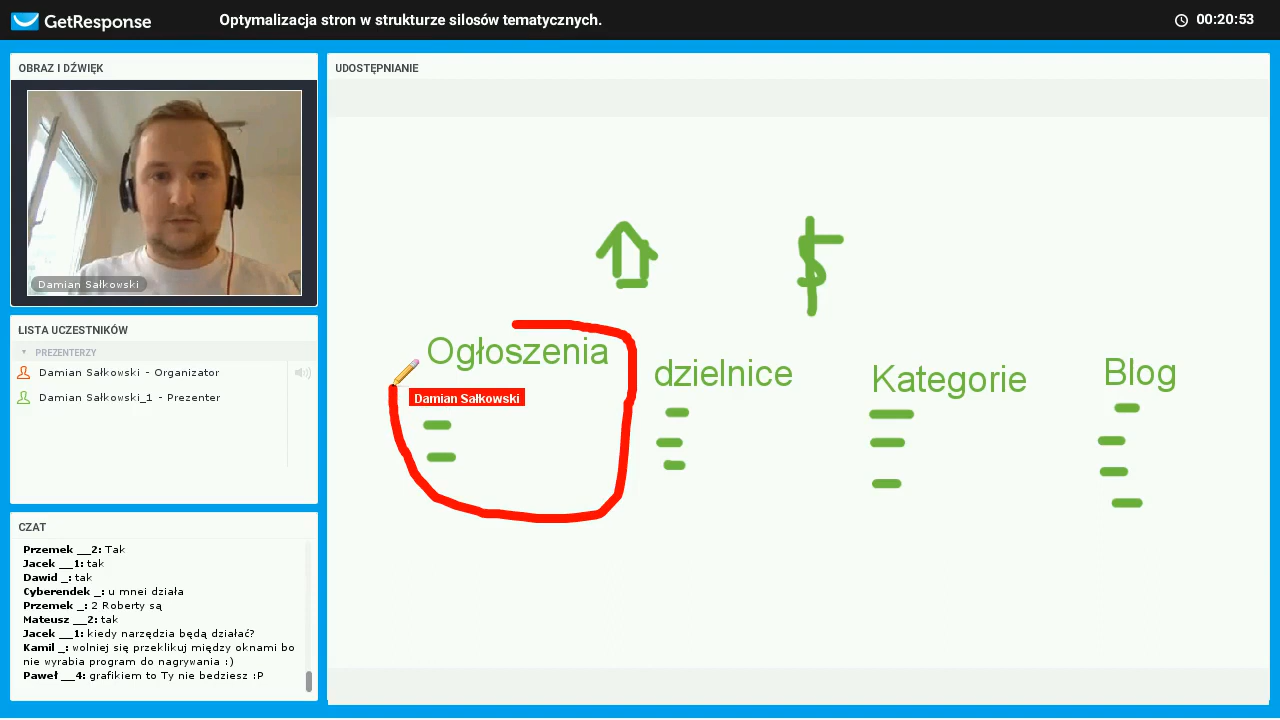 GetResponse
Optymalizacja stron w strukturze silosów tematycznych.
00:20:53
OBRAZ I DŹWIĘK
Damian Sałkowski
LISTA UCZESTNIKÓW
PREZENTERZY
Damian Sałkowski - Organizator
Damian Sałkowski_1 - Prezenter
CZAT
Przemek __2: Tak
Jacek __1: tak
Dawid _: tak
Cyberendek _: u mnei działa
Przemek _: 2 Roberty są
Mateusz __2: tak
Jacek __1: kiedy narzędzia będą działać?
Kamil _: wolniej się przeklikuj między oknami bo
nie wyrabia program do nagrywania :)
Paweł __4: grafikiem to Ty nie bedziesz :P
UDOSTĘPNIANIE
$
Ogłoszenia
dzielnice
Kategorie
Blog
Damian Sałkowski